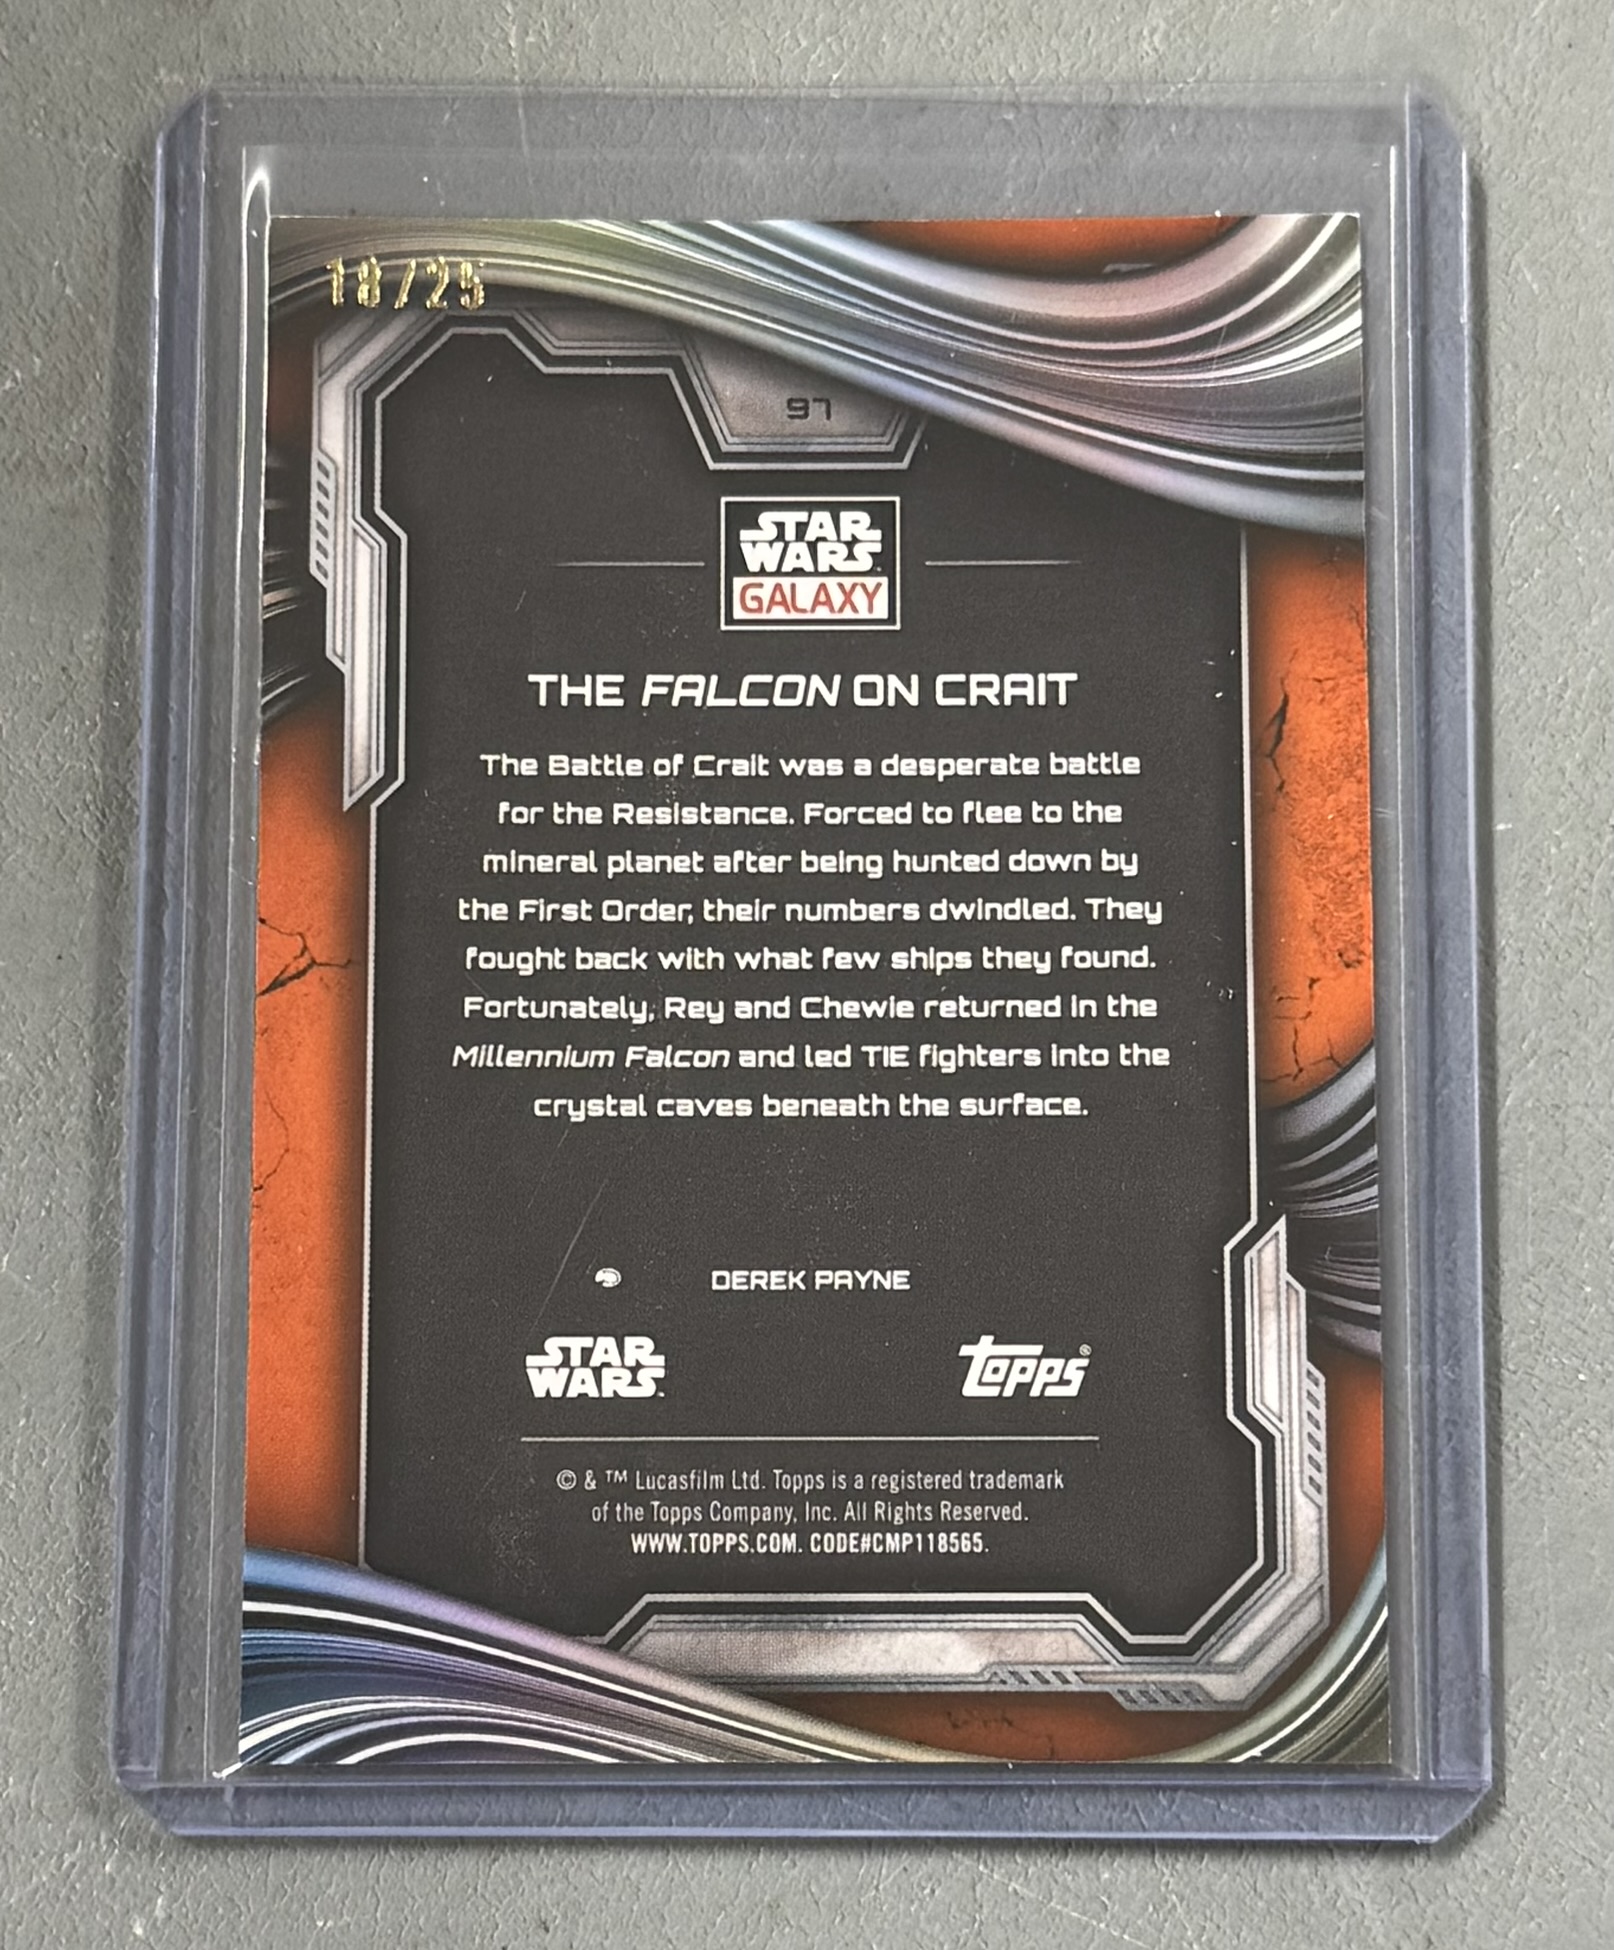 18/25
97
STAR
WARS
GALAXY
THE FALCON ON CRAIT
The Battle of Crait was a desperate battle
for the Resistance. Forced to flee to the
mineral planet after being hunted down by
the First Order, their numbers dwindled. They
fought back with what few ships they found.
Fortunately, Rey and Chewie returned in the
Millennium Falcon and led TIE fighters into the
crystal caves beneath the surface.
DEREK PAYNE
STAR
WARS.
Topps®
© & ™ Lucasfilm Ltd. Topps is a registered trademark
of the Topps Company, Inc. All Rights Reserved.
WWW.TOPPS.COM. CODE#CMP118565.